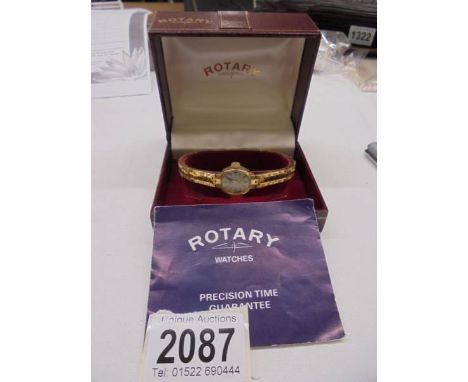 ROTARY
1322
ROTARY
ROTARY
WATCHES
PRECISION TIME
GUARANTEE
Unique Auctions
2087
Tel: 01522 690444